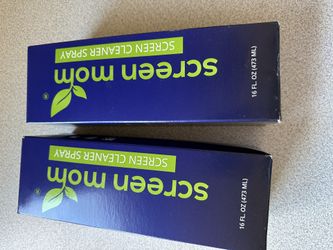 screen mom
SCREEN CLEANER SPRAY
16 FL. OZ (473 ML)
screen mom
SCREEN CLEANER SPRAY
16 FL. OZ (473 ML)